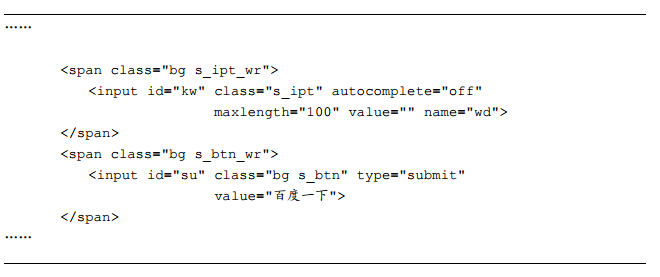 ……
<span class="bg s_ipt_wr">
<input id="kw" class="s_ipt" autocomplete="off"
maxlength="100" value="" name="wd">
</span>
<span class="bg s_btn_wr">
<input id="su" class="bg s_btn" type="submit"
value="百度一下">
</span>
……